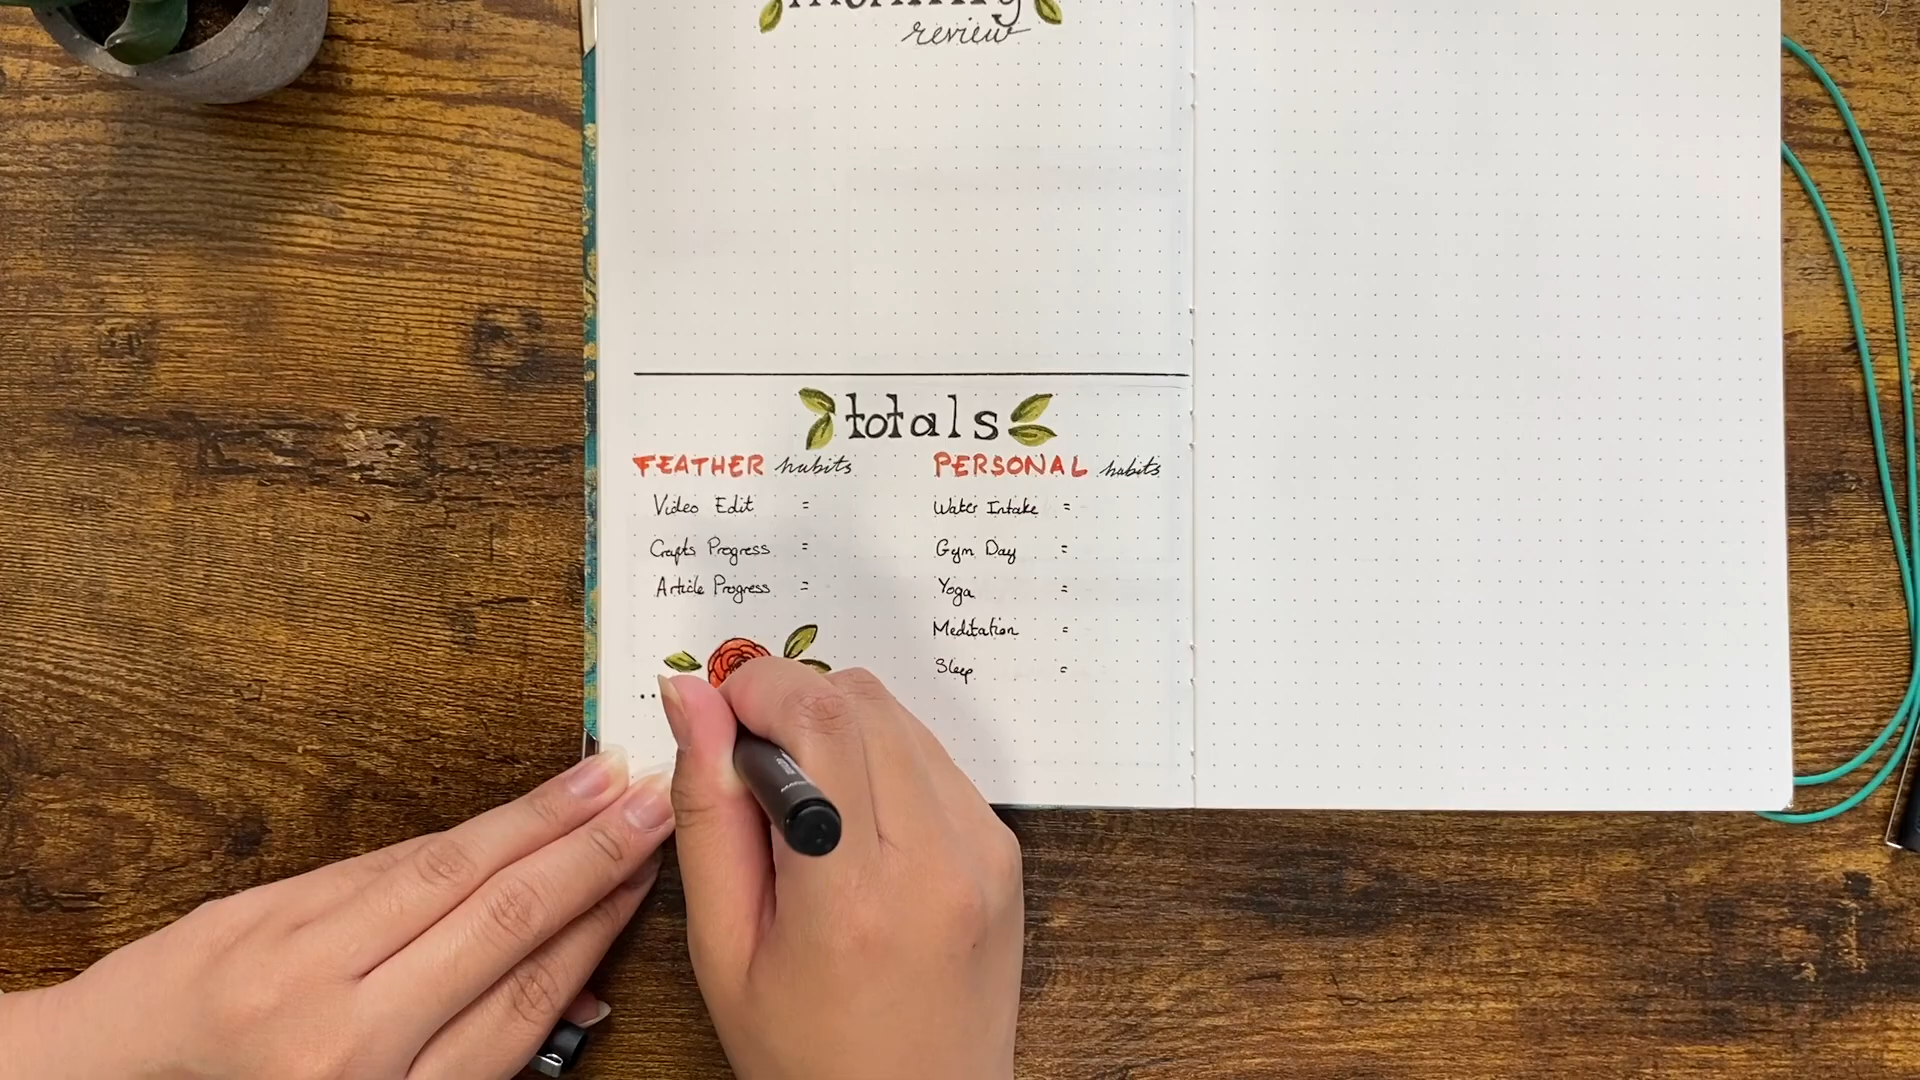 review
totals
FEATHER habits
PERSONAL habits
Video Edit =
Crafts Progress =
Article Progress =
Water Intake =
Gym Day =
Yoga =
Meditation =
Sleep =